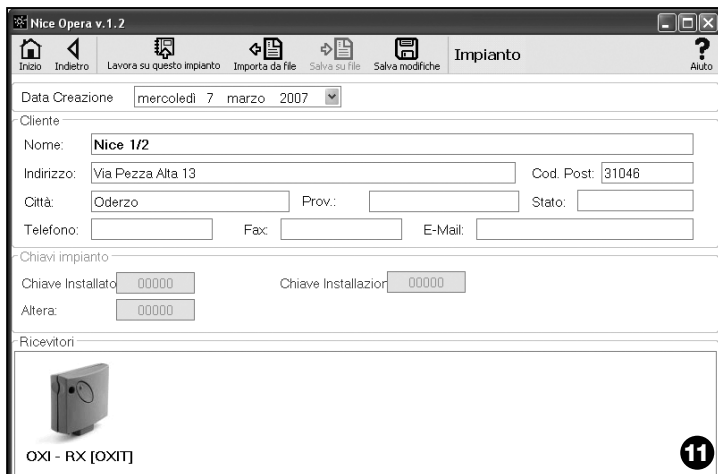 Nice Opera v.1.2
Inizio Indietro Lavora su questo impianto Importa da file Salva su file Salva modifiche Impianto Aiuto
Data Creazione mercoledì 7 marzo 2007
Cliente
Nome: Nice 1/2
Indirizzo: Via Pezza Alta 13 Cod. Post: 31046
Città: Oderzo Prov.: Stato:
Telefono: Fax: E-Mail:
Chiavi impianto
Chiave Installato 00000 Chiave Installazior 00000
Altera: 00000
Ricevitori
OXI - RX [OXIT]
11